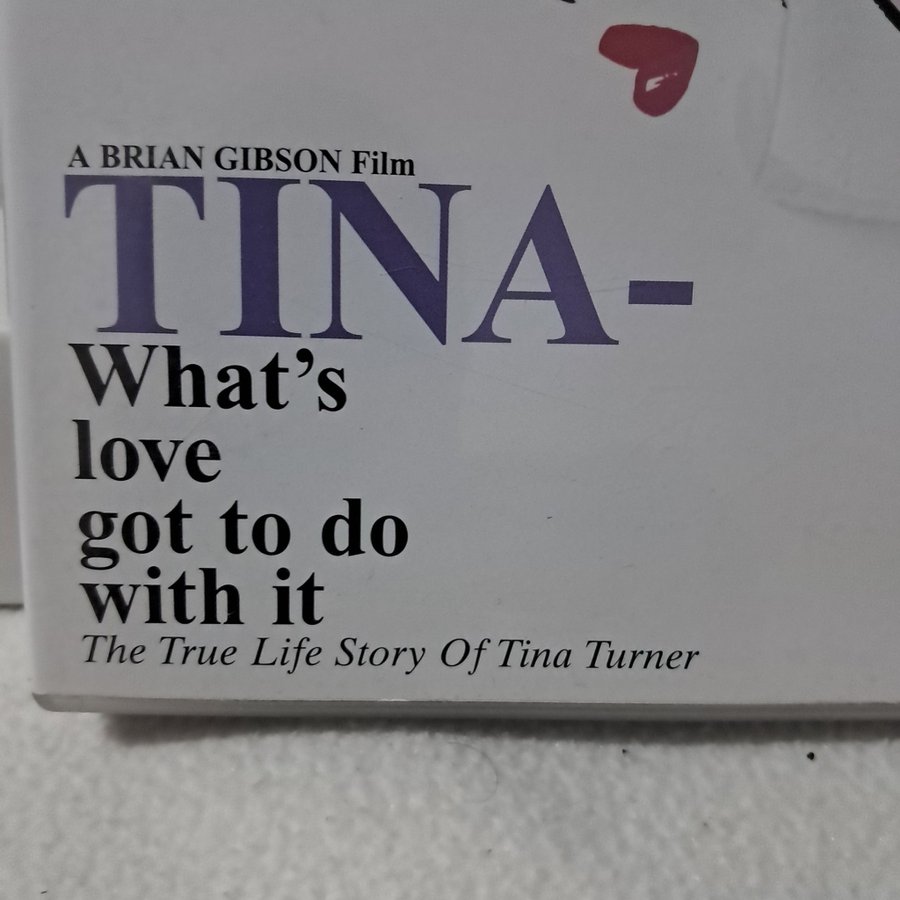 A BRIAN GIBSON Film
TINA-
What's
love
got to do
with it
The True Life Story Of Tina Turner